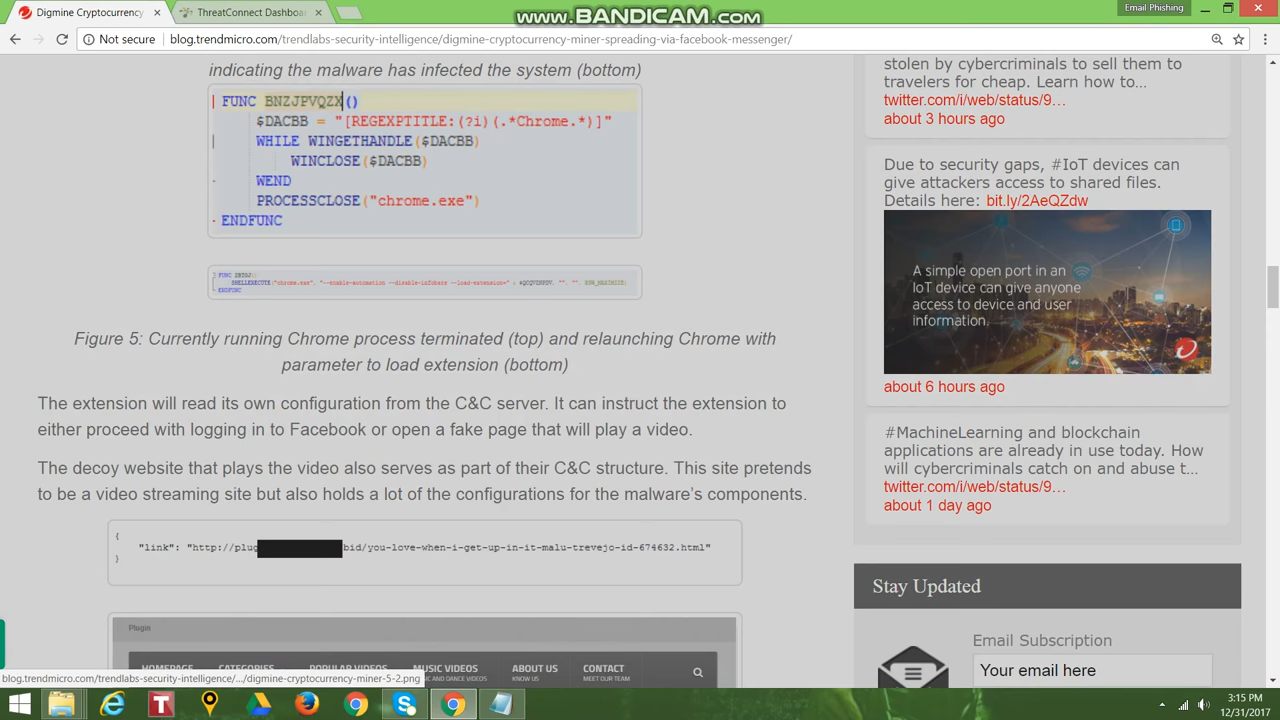 www.BANDICAM.com
Email Phishing
Digmine Cryptocurrency
ThreatConnect Dashboard
Not secure
blog.trendmicro.com/trendlabs-security-intelligence/digmine-cryptocurrency-miner-spreading-via-facebook-messenger/
indicating the malware has infected the system (bottom)
FUNC BNZJPVQZX()
$DACBB = "[REGEXPTITLE:(?i)(.*Chrome.*)]"
WHILE WINGETHANDLE($DACBB)
WINCLOSE($DACBB)
WEND
PROCESSCLOSE("chrome.exe")
ENDFUNC
Figure 5: Currently running Chrome process terminated (top) and relaunching Chrome with
parameter to load extension (bottom)
The extension will read its own configuration from the C&C server. It can instruct the extension to
either proceed with logging in to Facebook or open a fake page that will play a video.
The decoy website that plays the video also serves as part of their C&C structure. This site pretends
to be a video streaming site but also holds a lot of the configurations for the malware's components.
{
"link": "http://plug bid/you-love-when-i-get-up-in-it-malu-trevejo-id-674632.html"
}
Plugin
HOMEPAGE CATEGORIES POPULAR VIDEOS MUSIC VIDEOS ABOUT US CONTACT
KNOW US MEET OUR TEAM
blog.trendmicro.com/trendlabs-security-intelligence/.../digmine-cryptocurrency-miner-5-2.png
stolen by cybercriminals to sell them to
travelers for cheap. Learn how to...
twitter.com/i/web/status/9…
about 3 hours ago
Due to security gaps, #IoT devices can
give attackers access to shared files.
Details here: bit.ly/2AeQZdw
A simple open port in an
IoT device can give anyone
access to device and user
information.
about 6 hours ago
#MachineLearning and blockchain
applications are already in use today. How
will cybercriminals catch on and abuse t...
twitter.com/i/web/status/9…
about 1 day ago
Stay Updated
Email Subscription
Your email here
3:15 PM
12/31/2017